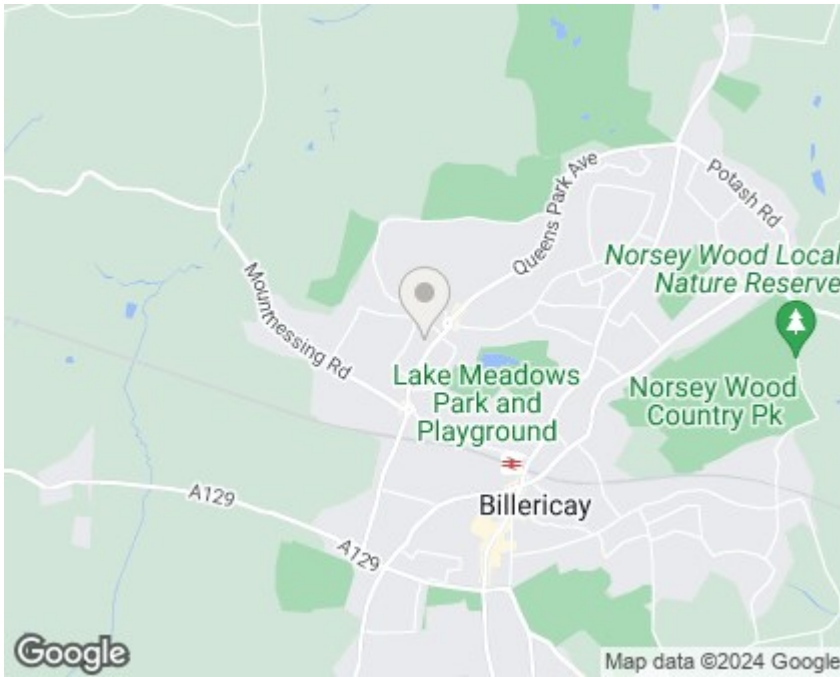 Queens Park Ave
Potash Rd
Norsey Wood Local
Nature Reserve
Mountnessing Rd
Lake Meadows
Park and
Playground
Norsey Wood
Country Pk
A129
Billericay
A129
Google
Map data ©2024 Google